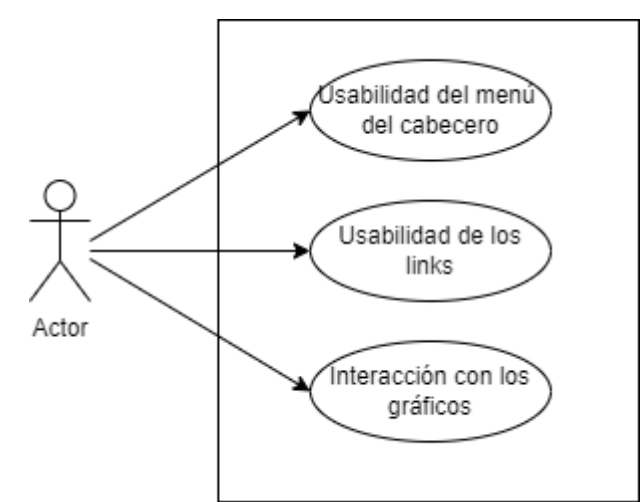 Usabilidad del menú
del cabecero
Usabilidad de los
links
Actor
Interacción con los
gráficos